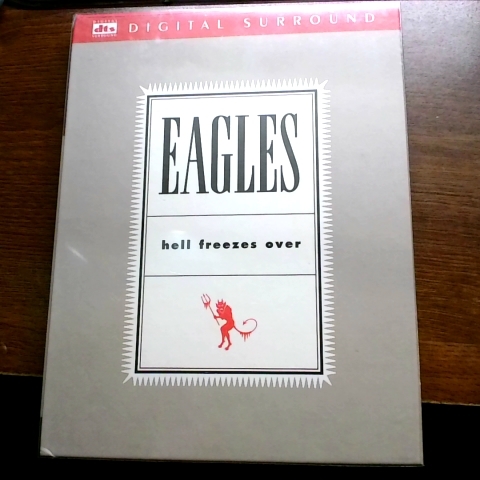 dts DIGITAL SURROUND
EAGLES
hell freezes over